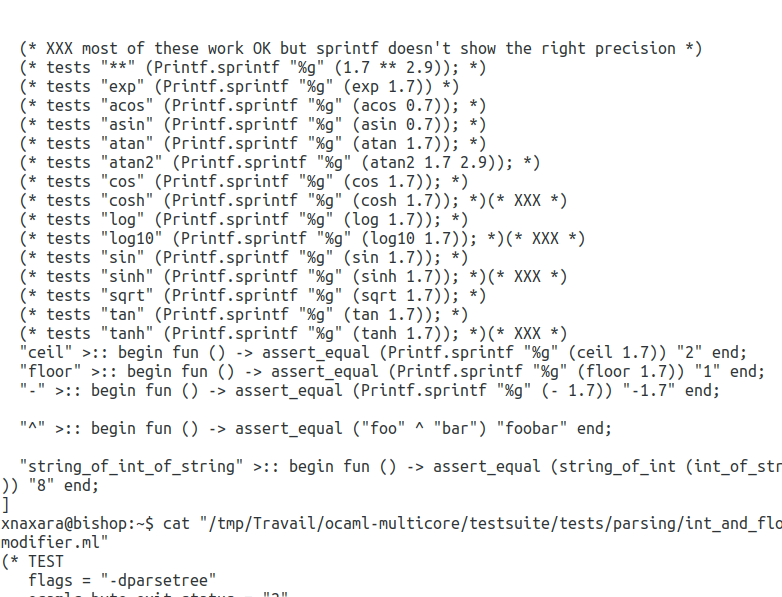 (* XXX most of these work OK but sprintf doesn't show the right precision *)
(* tests "**" (Printf.sprintf "%g" (1.7 ** 2.9)); *)
(* tests "exp" (Printf.sprintf "%g" (exp 1.7)) *)
(* tests "acos" (Printf.sprintf "%g" (acos 0.7)); *)
(* tests "asin" (Printf.sprintf "%g" (asin 0.7)); *)
(* tests "atan" (Printf.sprintf "%g" (atan 1.7)); *)
(* tests "atan2" (Printf.sprintf "%g" (atan2 1.7 2.9)); *)
(* tests "cos" (Printf.sprintf "%g" (cos 1.7)); *)
(* tests "cosh" (Printf.sprintf "%g" (cosh 1.7)); *)(* XXX *)
(* tests "log" (Printf.sprintf "%g" (log 1.7)); *)
(* tests "log10" (Printf.sprintf "%g" (log10 1.7)); *)(* XXX *)
(* tests "sin" (Printf.sprintf "%g" (sin 1.7)); *)
(* tests "sinh" (Printf.sprintf "%g" (sinh 1.7)); *)(* XXX *)
(* tests "sqrt" (Printf.sprintf "%g" (sqrt 1.7)); *)
(* tests "tan" (Printf.sprintf "%g" (tan 1.7)); *)
(* tests "tanh" (Printf.sprintf "%g" (tanh 1.7)); *)(* XXX *)
"ceil" >:: begin fun () -> assert_equal (Printf.sprintf "%g" (ceil 1.7)) "2" end;
"floor" >:: begin fun () -> assert_equal (Printf.sprintf "%g" (floor 1.7)) "1" end;
"-" >:: begin fun () -> assert_equal (Printf.sprintf "%g" (- 1.7)) "-1.7" end;
"^" >:: begin fun () -> assert_equal ("foo" ^ "bar") "foobar" end;
"string_of_int_of_string" >:: begin fun () -> assert_equal (string_of_int (int_of_str
)) "8" end;
]
xnaxara@bishop:~$ cat "/tmp/Travail/ocaml-multicore/testsuite/tests/parsing/int_and_flo
modifier.ml"
(* TEST
flags = "-dparsetree"